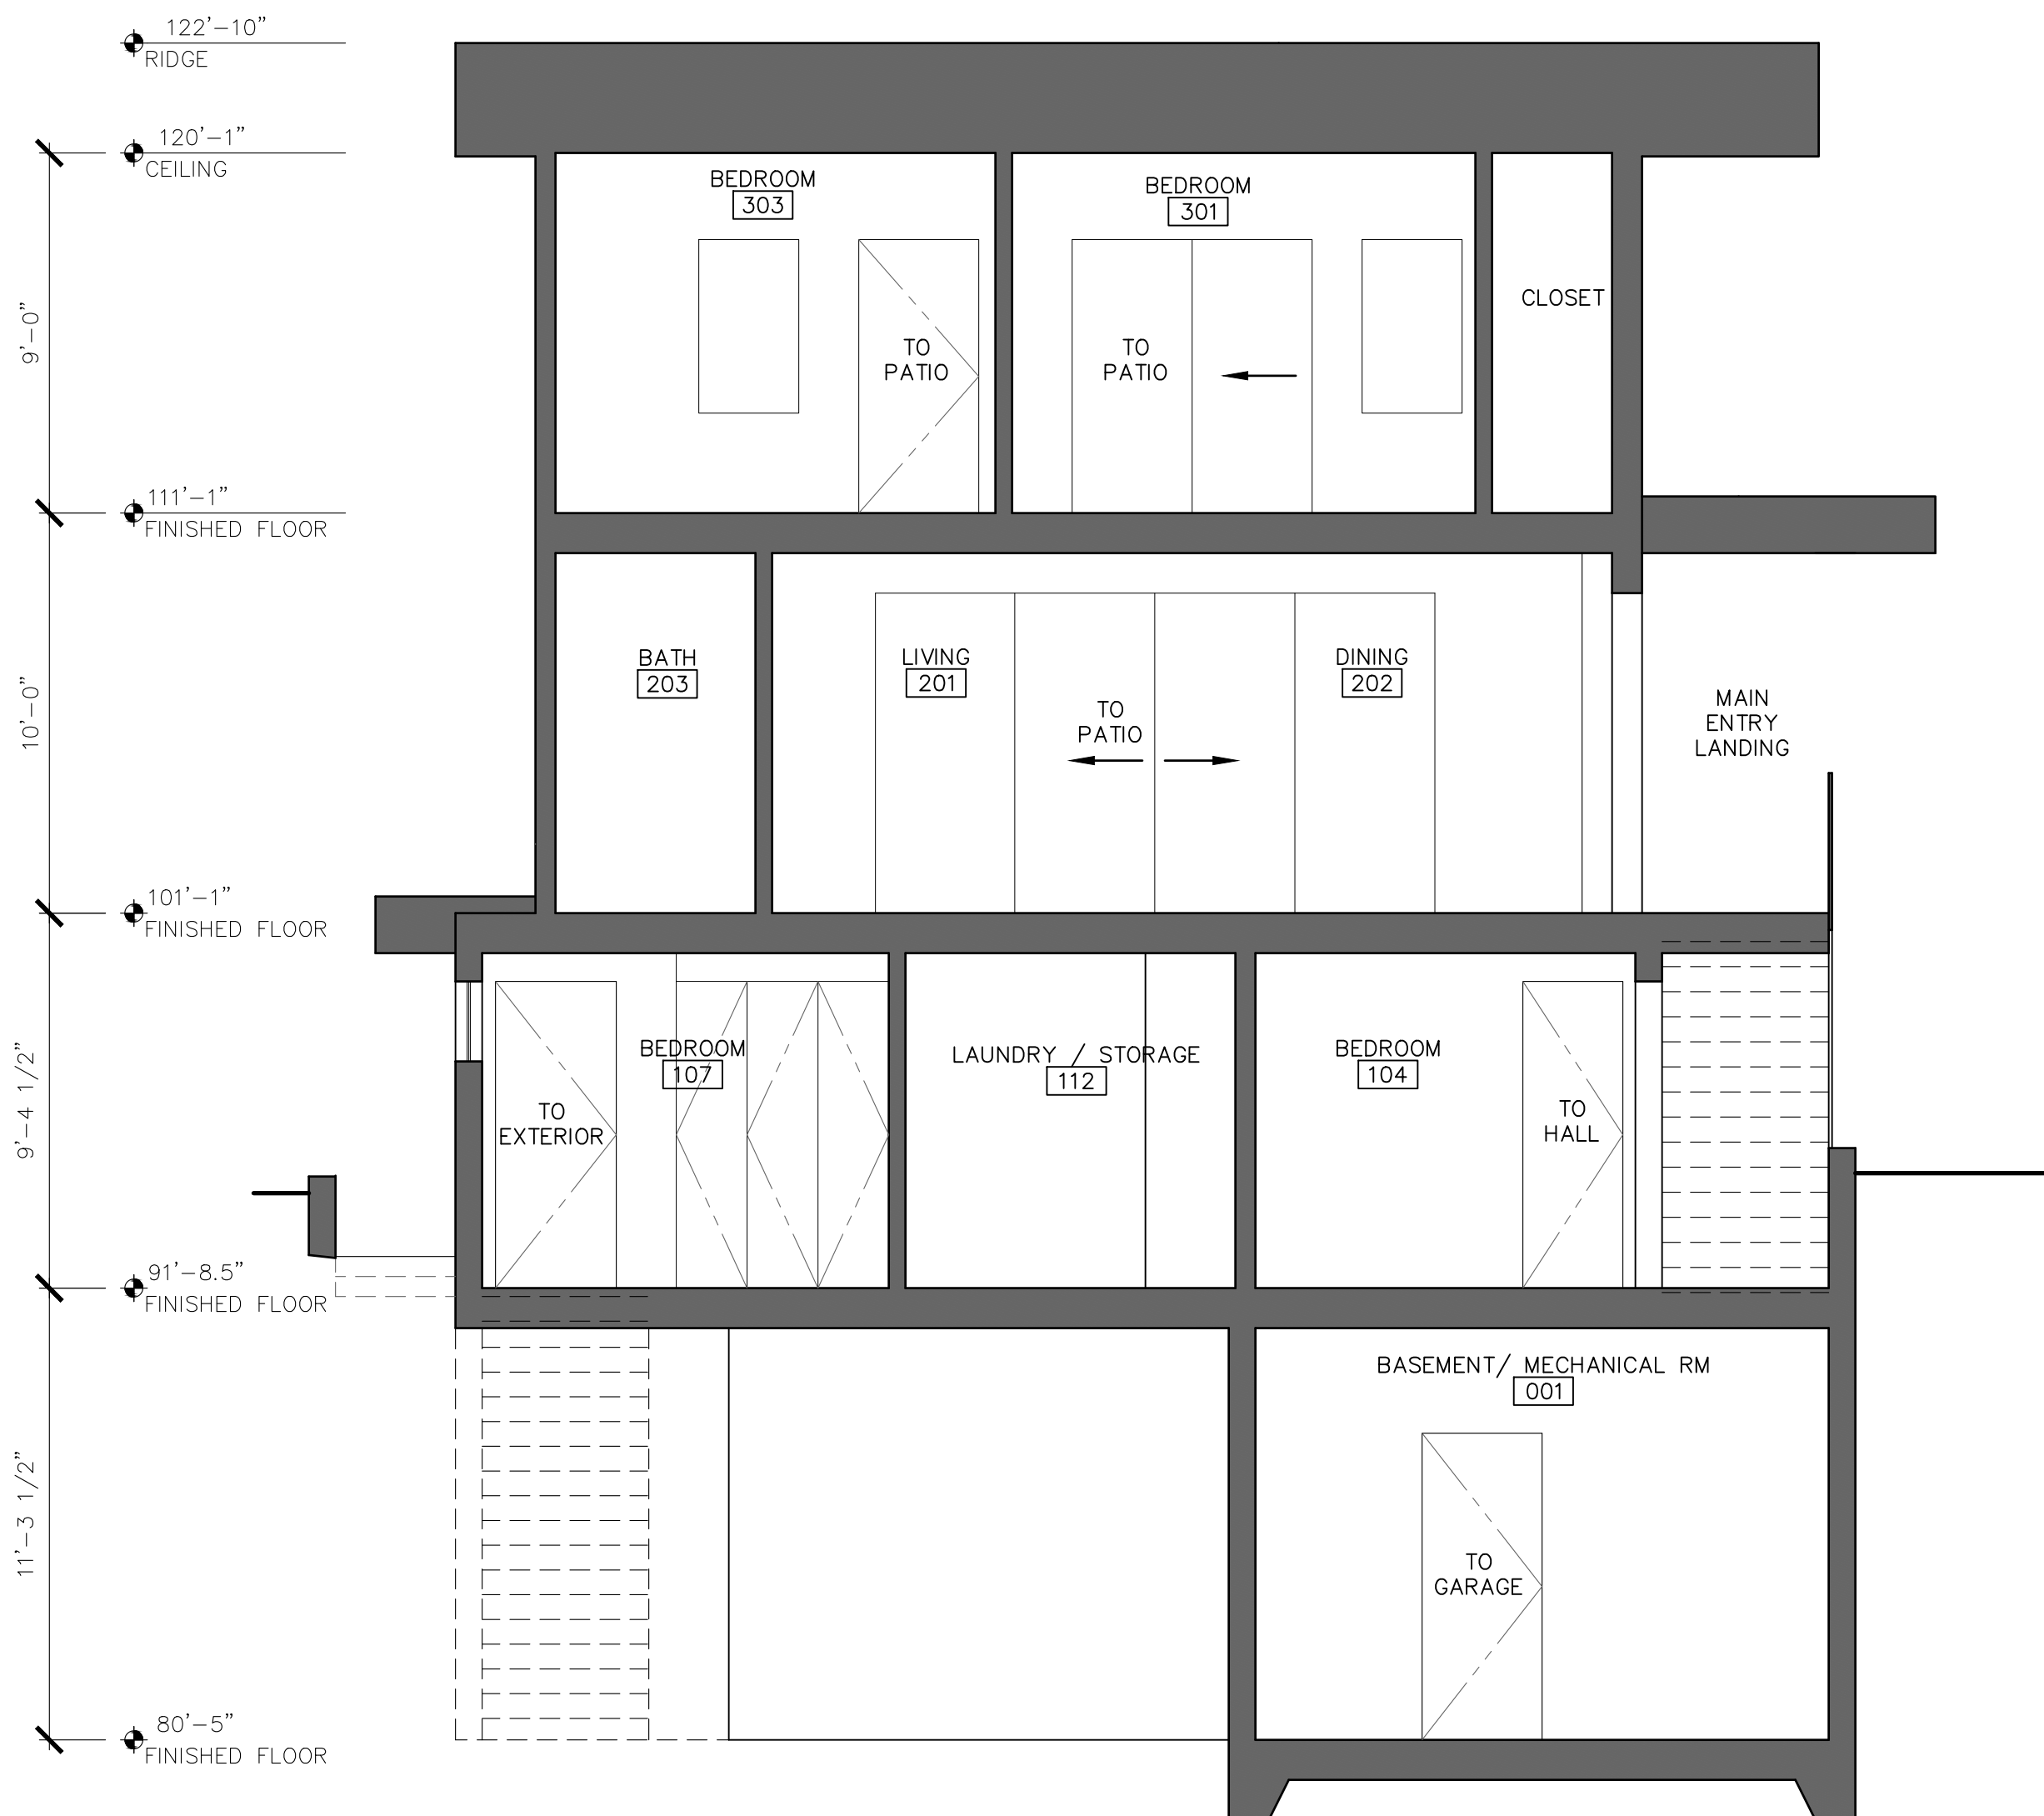 122'-10"
RIDGE
120'-1"
CEILING
BEDROOM
303
BEDROOM
301
9'-0"
CLOSET
TO
PATIO
TO
PATIO
111'-1"
FINISHED FLOOR
10'-0"
BATH
203
LIVING
201
DINING
202
TO
PATIO
MAIN
ENTRY
LANDING
101'-1"
FINISHED FLOOR
9'-4 1/2"
BEDROOM
107
LAUNDRY / STORAGE
112
BEDROOM
104
TO
EXTERIOR
TO
HALL
91'-8.5"
FINISHED FLOOR
11'-3 1/2"
BASEMENT/ MECHANICAL RM
001
TO
GARAGE
80'-5"
FINISHED FLOOR